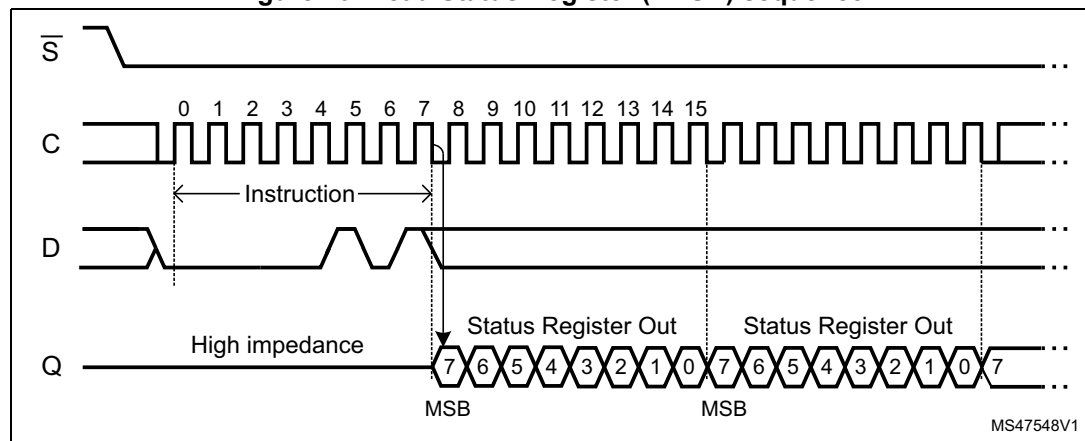 S
0 1 2 3 4 5 6 7 8 9 10 11 12 13 14 15
C
Instruction
D
Status Register Out Status Register Out
High impedance
Q 7 6 5 4 3 2 1 0 7 6 5 4 3 2 1 0 7
MSB MSB
MS47548V1